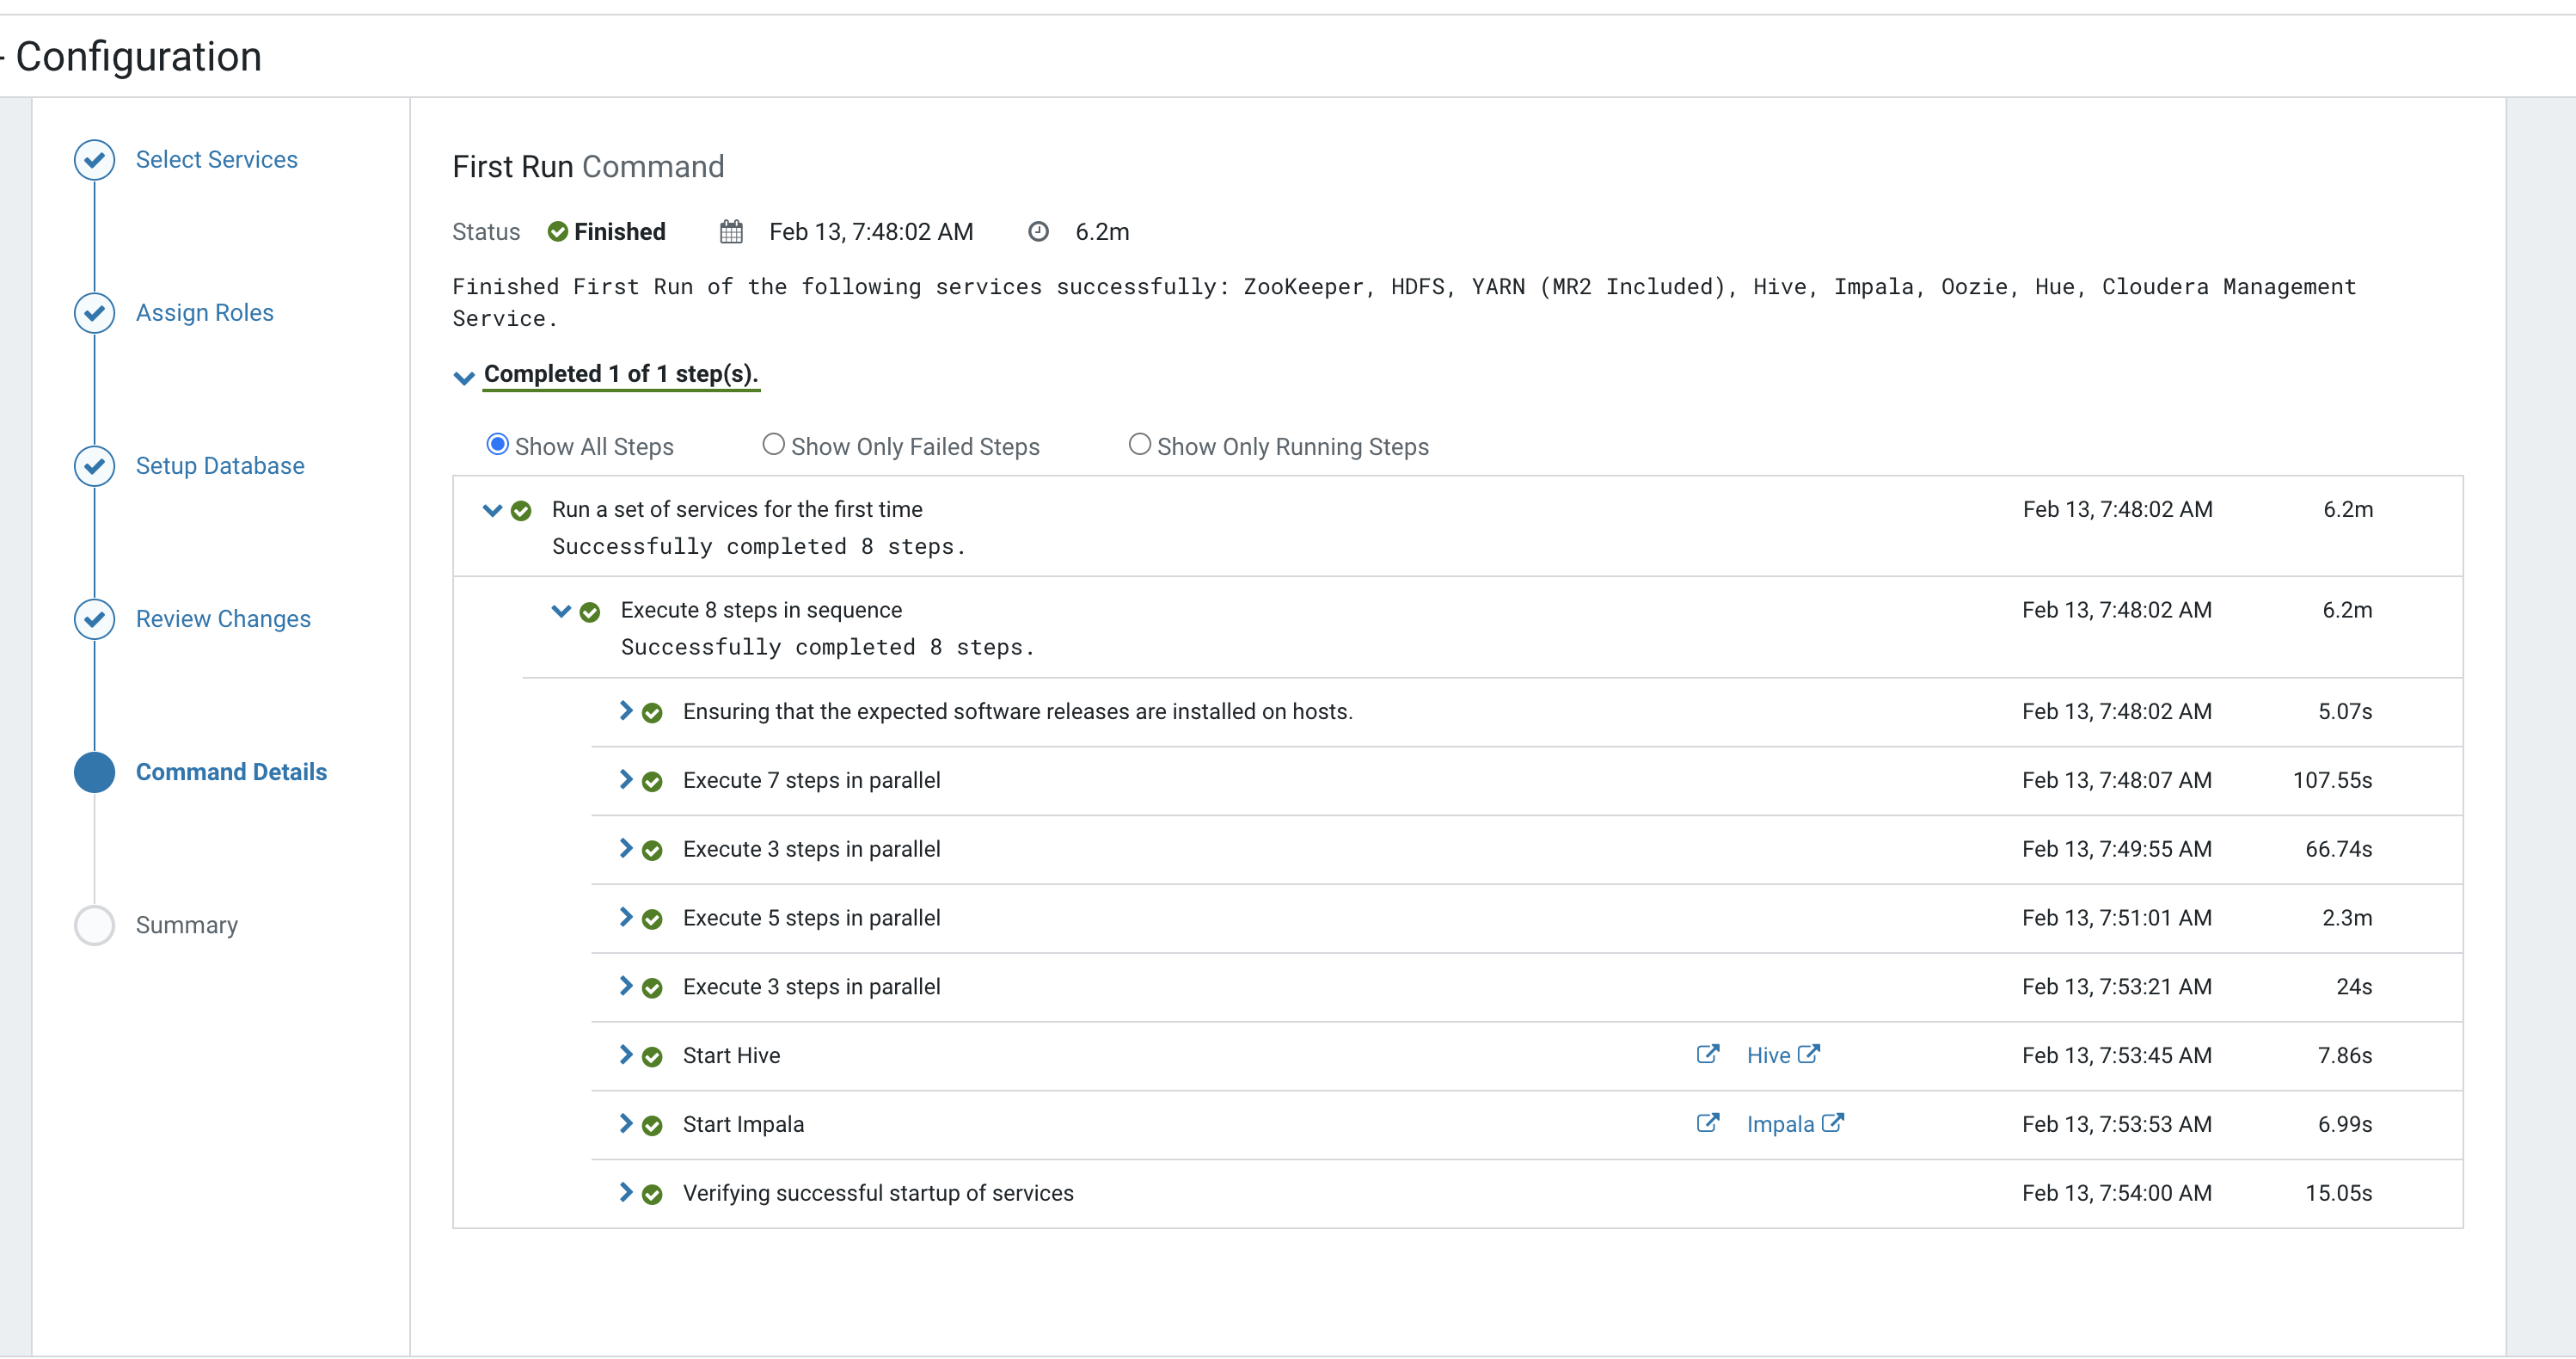 - Configuration
Select Services
Assign Roles
Setup Database
Review Changes
Command Details
Summary
First Run Command
Status Finished Feb 13, 7:48:02 AM 6.2m
Finished First Run of the following services successfully: ZooKeeper, HDFS, YARN (MR2 Included), Hive, Impala, Oozie, Hue, Cloudera Management
Service.
Completed 1 of 1 step(s).
Show All Steps Show Only Failed Steps Show Only Running Steps
Run a set of services for the first time Feb 13, 7:48:02 AM 6.2m
Successfully completed 8 steps.
Execute 8 steps in sequence Feb 13, 7:48:02 AM 6.2m
Successfully completed 8 steps.
Ensuring that the expected software releases are installed on hosts. Feb 13, 7:48:02 AM 5.07s
Execute 7 steps in parallel Feb 13, 7:48:07 AM 107.55s
Execute 3 steps in parallel Feb 13, 7:49:55 AM 66.74s
Execute 5 steps in parallel Feb 13, 7:51:01 AM 2.3m
Execute 3 steps in parallel Feb 13, 7:53:21 AM 24s
Start Hive Hive Feb 13, 7:53:45 AM 7.86s
Start Impala Impala Feb 13, 7:53:53 AM 6.99s
Verifying successful startup of services Feb 13, 7:54:00 AM 15.05s